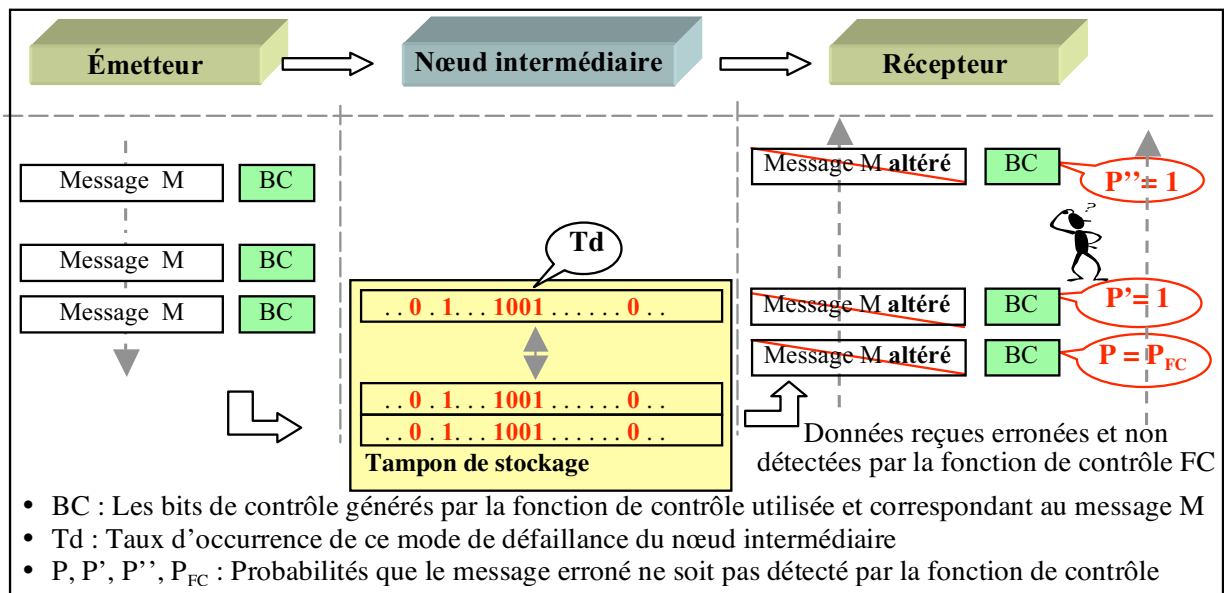 Émetteur
Nœud intermédiaire
Récepteur
Message M BC
Message M BC
Message M BC
Td
. . 0 . 1 . . . 1001 . . . . . . 0 . .
. . 0 . 1 . . . 1001 . . . . . . 0 . .
. . 0 . 1 . . . 1001 . . . . . . 0 . .
Tampon de stockage
Message M altéré BC P’’= 1
?
Message M altéré BC P’= 1
Message M altéré BC P = PFC
Données reçues erronées et non
détectées par la fonction de contrôle FC
• BC : Les bits de contrôle générés par la fonction de contrôle utilisée et correspondant au message M
• Td : Taux d’occurrence de ce mode de défaillance du nœud intermédiaire
• P, P’, P’’, PFC : Probabilités que le message erroné ne soit pas détecté par la fonction de contrôle